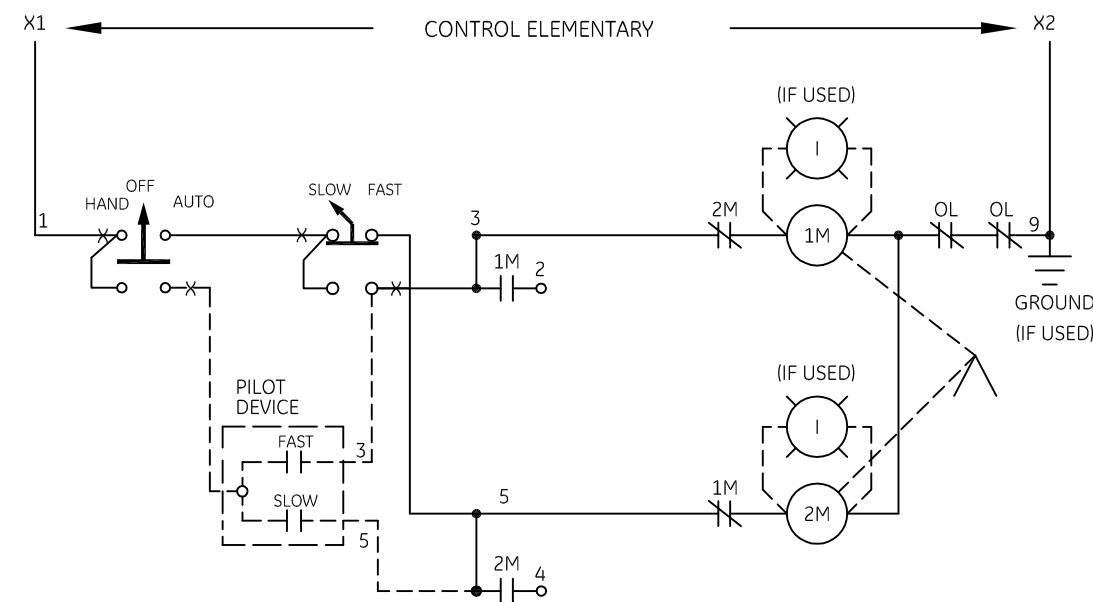 X1
CONTROL ELEMENTARY
X2
(IF USED)
I
OFF
HAND
AUTO
SLOW
FAST
1
3
2M
1M
OL
OL
9
1M
2
GROUND
(IF USED)
(IF USED)
I
PILOT
DEVICE
FAST
3
SLOW
5
5
1M
2M
2M
4